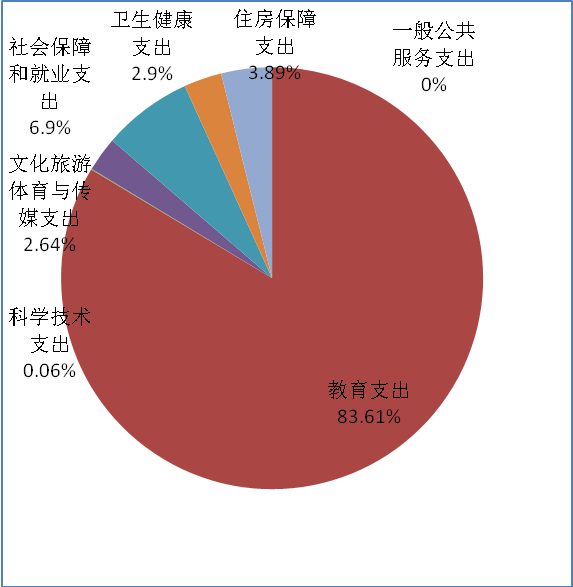 卫生健康
支出
2.9%
住房保障
支出
3.89%
一般公共
服务支出
0%
社会保障
和就业支
出
6.9%
文化旅游
体育与传
媒支出
2.64%
科学技术
支出
0.06%
教育支出
83.61%